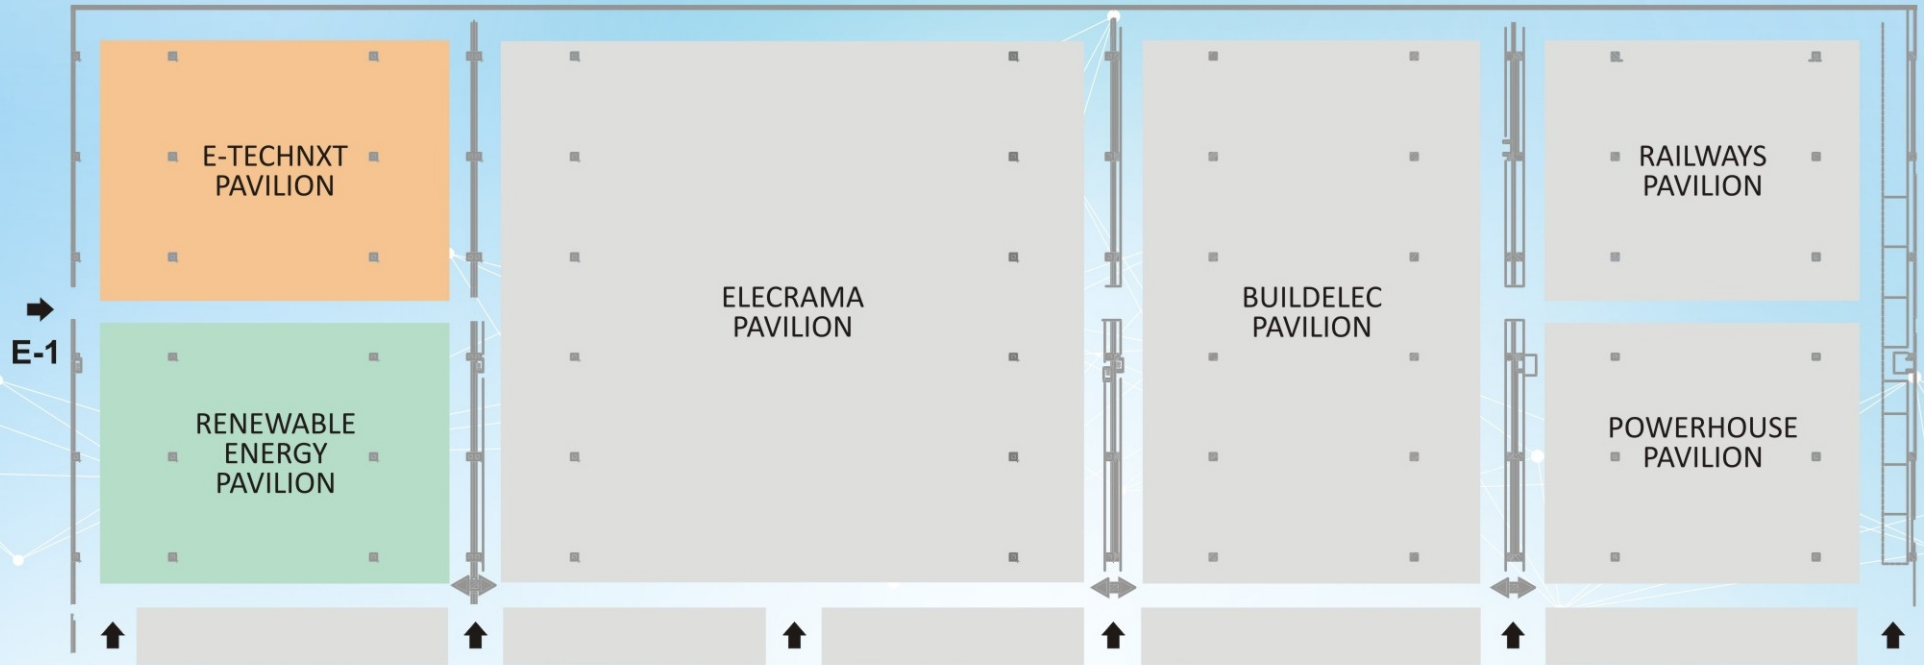 E-TECHNXT
PAVILION
RENEWABLE
ENERGY
PAVILION
E-1
ELECRAMA
PAVILION
BUILDELEC
PAVILION
RAILWAYS
PAVILION
POWERHOUSE
PAVILION